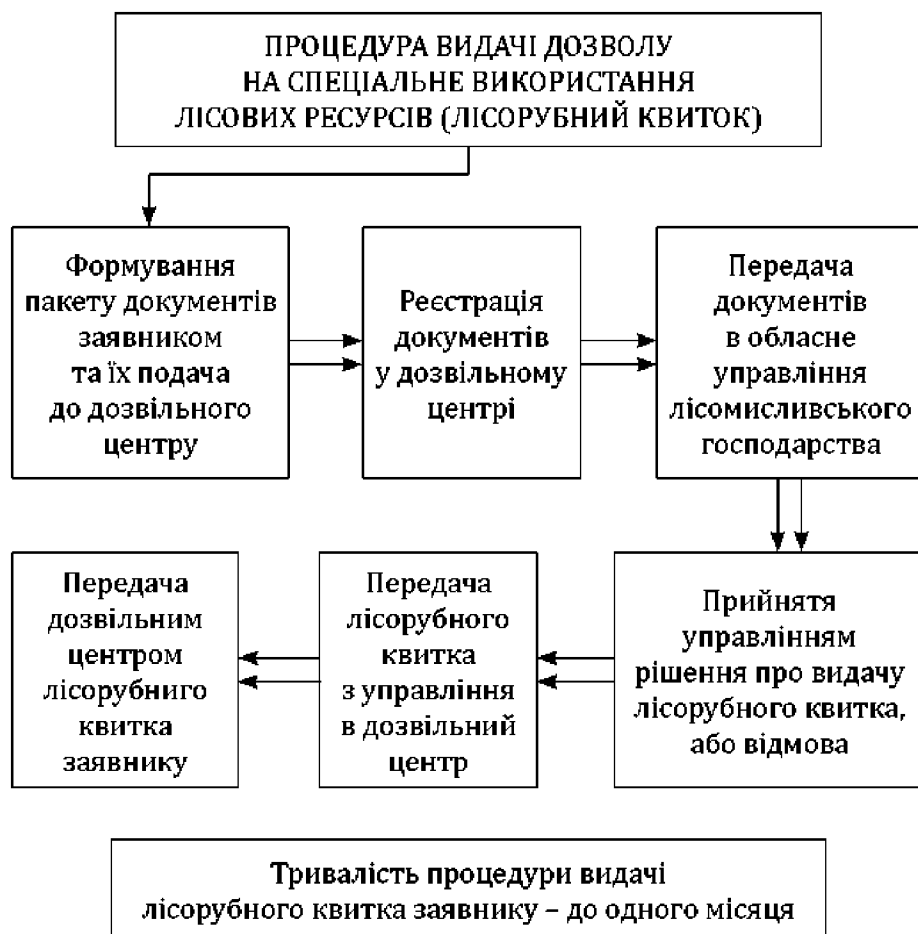 ПРОЦЕДУРА ВИДАЧІ ДОЗВОЛУ
НА СПЕЦІАЛЬНЕ ВИКОРИСТАННЯ
ЛІСОВИХ РЕСУРСІВ (ЛІСОРУБНИЙ КВИТОК)
Формування
пакету документів
заявником
та їх подача
до дозвільного
центру
Реєстрація
документів
у дозвільному
центрі
Передача
документів
в обласне
управління
лісомисливського
господарства
Прийнятя
управлінням
рішення про видачу
лісорубного квитка,
або відмова
Передача
лісорубного
квитка
з управління
в дозвільний
центр
Передача
дозвільним
центром
лісорубниго
квитка
заявнику
Тривалість процедури видачі
лісорубного квитка заявнику – до одного місяця